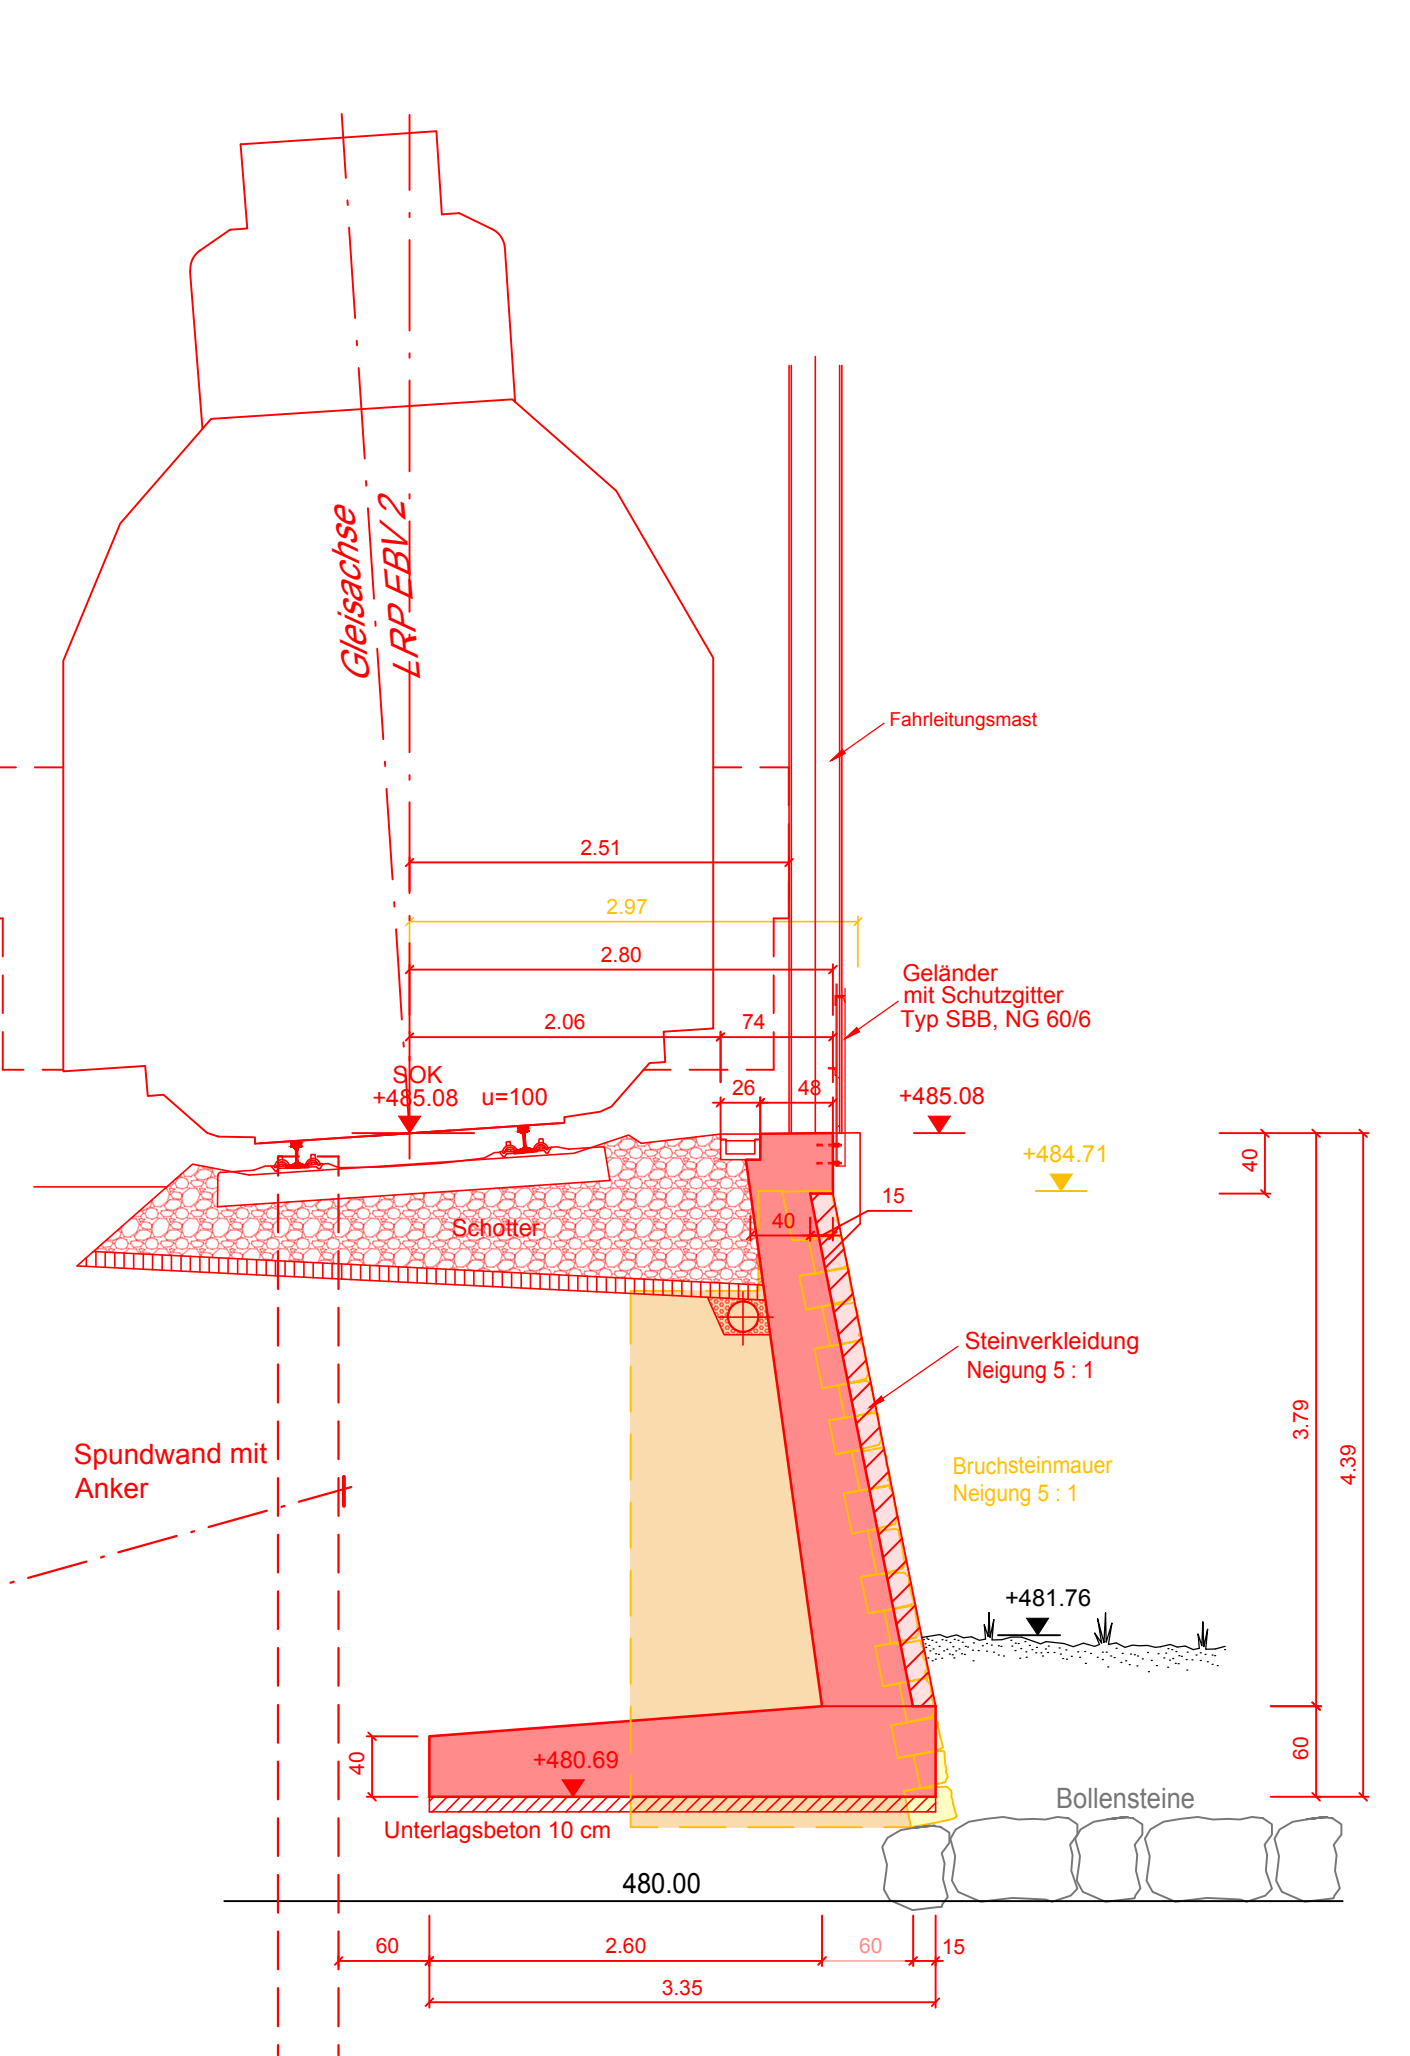 Gleisachse
LRP EBV 2
Fahrleitungsmast
2.51
2.97
2.80
Geländer
mit Schutzgitter
Typ SBB, NG 60/6
2.06
74
SOK
+485.08
u=100
26
48
+485.08
+484.71
40
15
40
Schotter
Steinverkleidung
Neigung 5 : 1
3.79
4.39
Spundwand mit
Anker
Bruchsteinmauer
Neigung 5 : 1
+481.76
40
+480.69
60
Unterlagsbeton 10 cm
Bollensteine
480.00
60
2.60
60
15
3.35